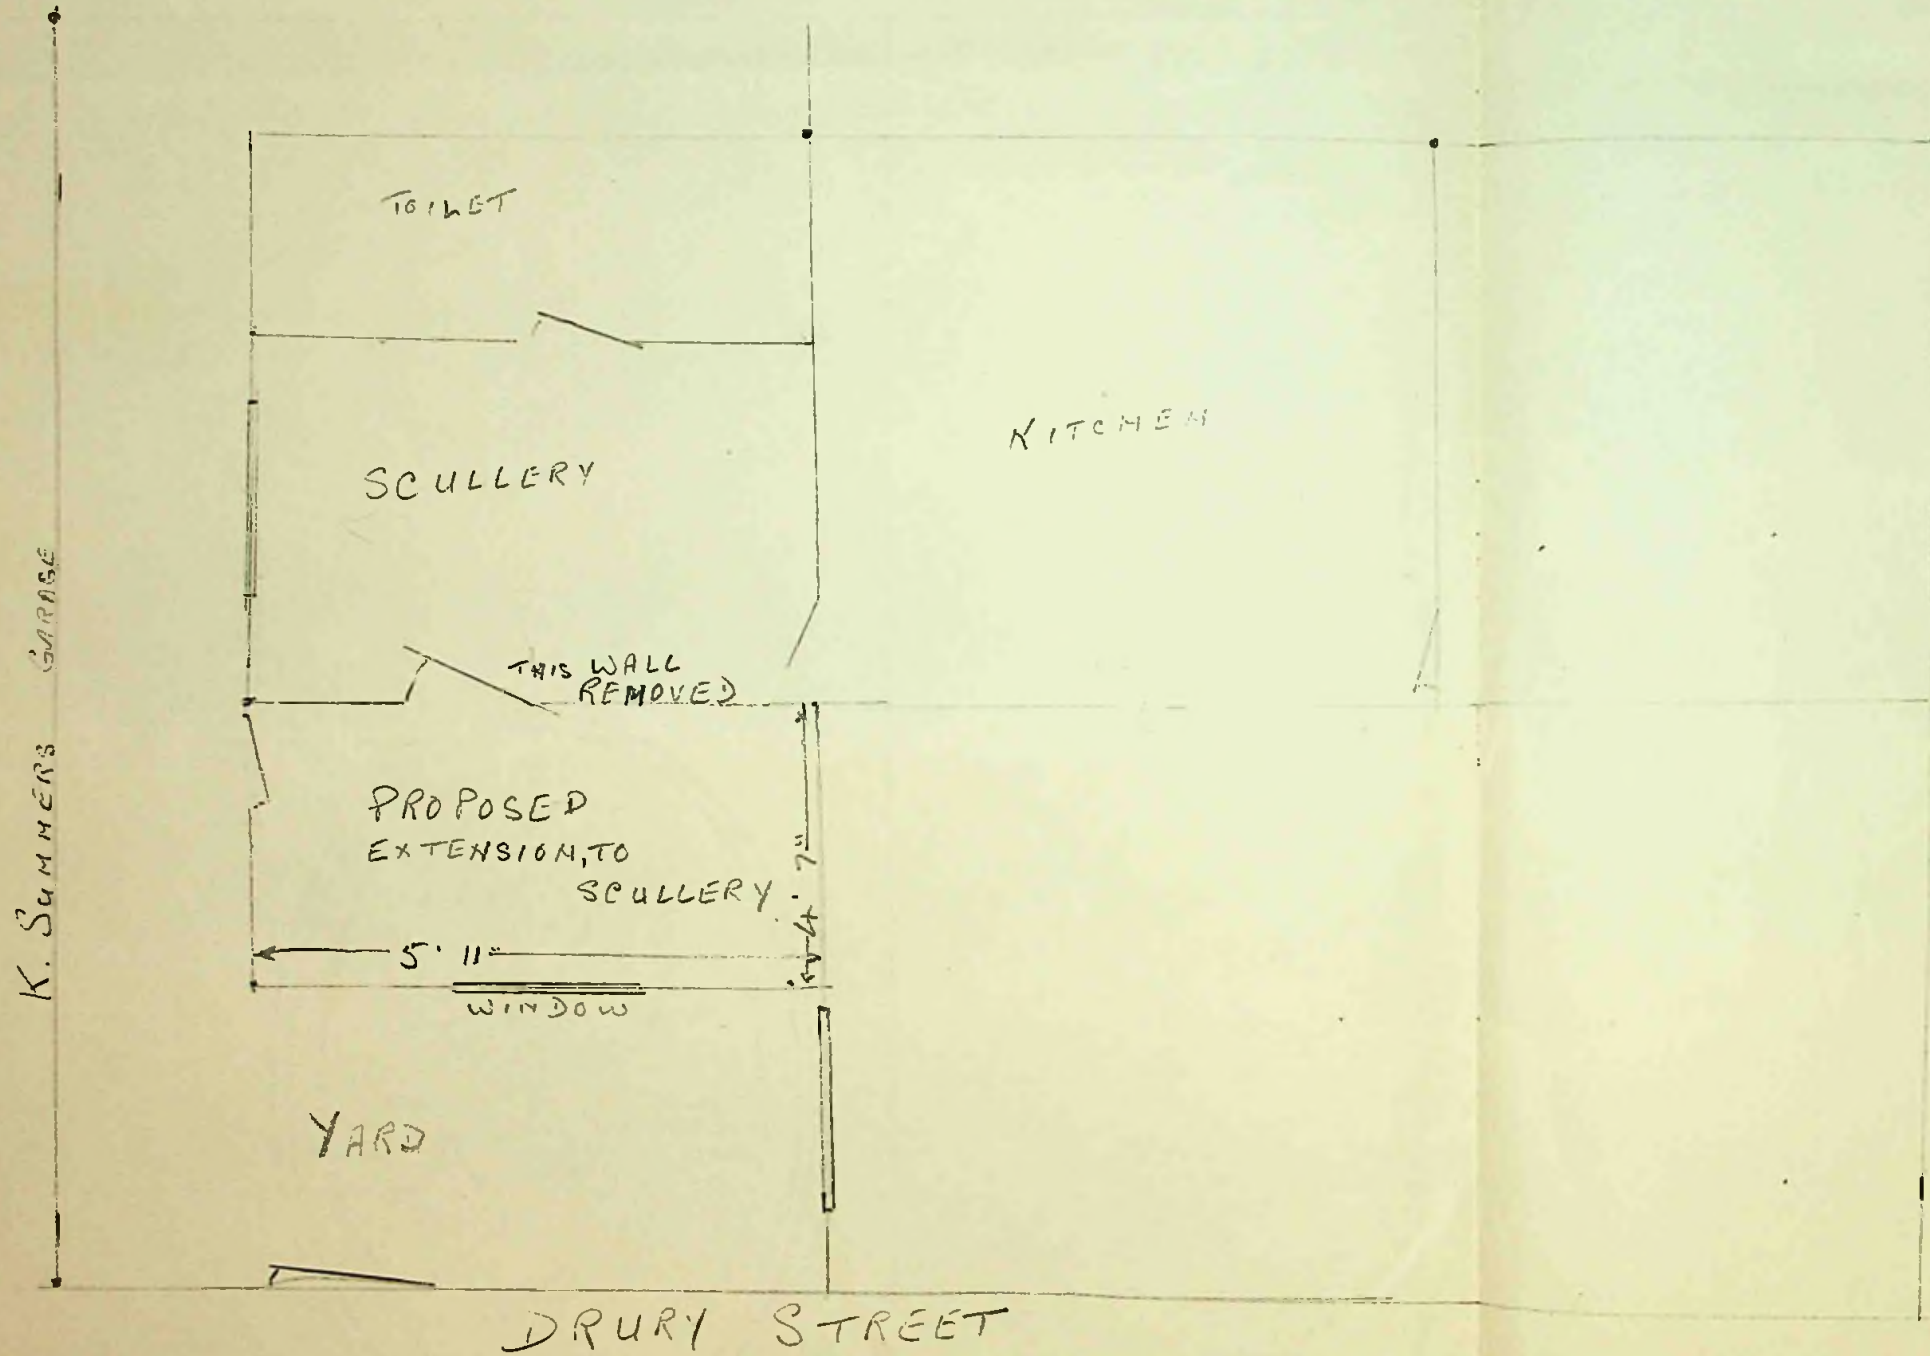 TOILET
KITCHEN
SCULLERY
THIS WALL
REMOVED
PROPOSED
EXTENSION, TO
SCULLERY
4' 7"
5' 11"
WINDOW
YARD
K. SUMMERS GARAGE
DRURY STREET